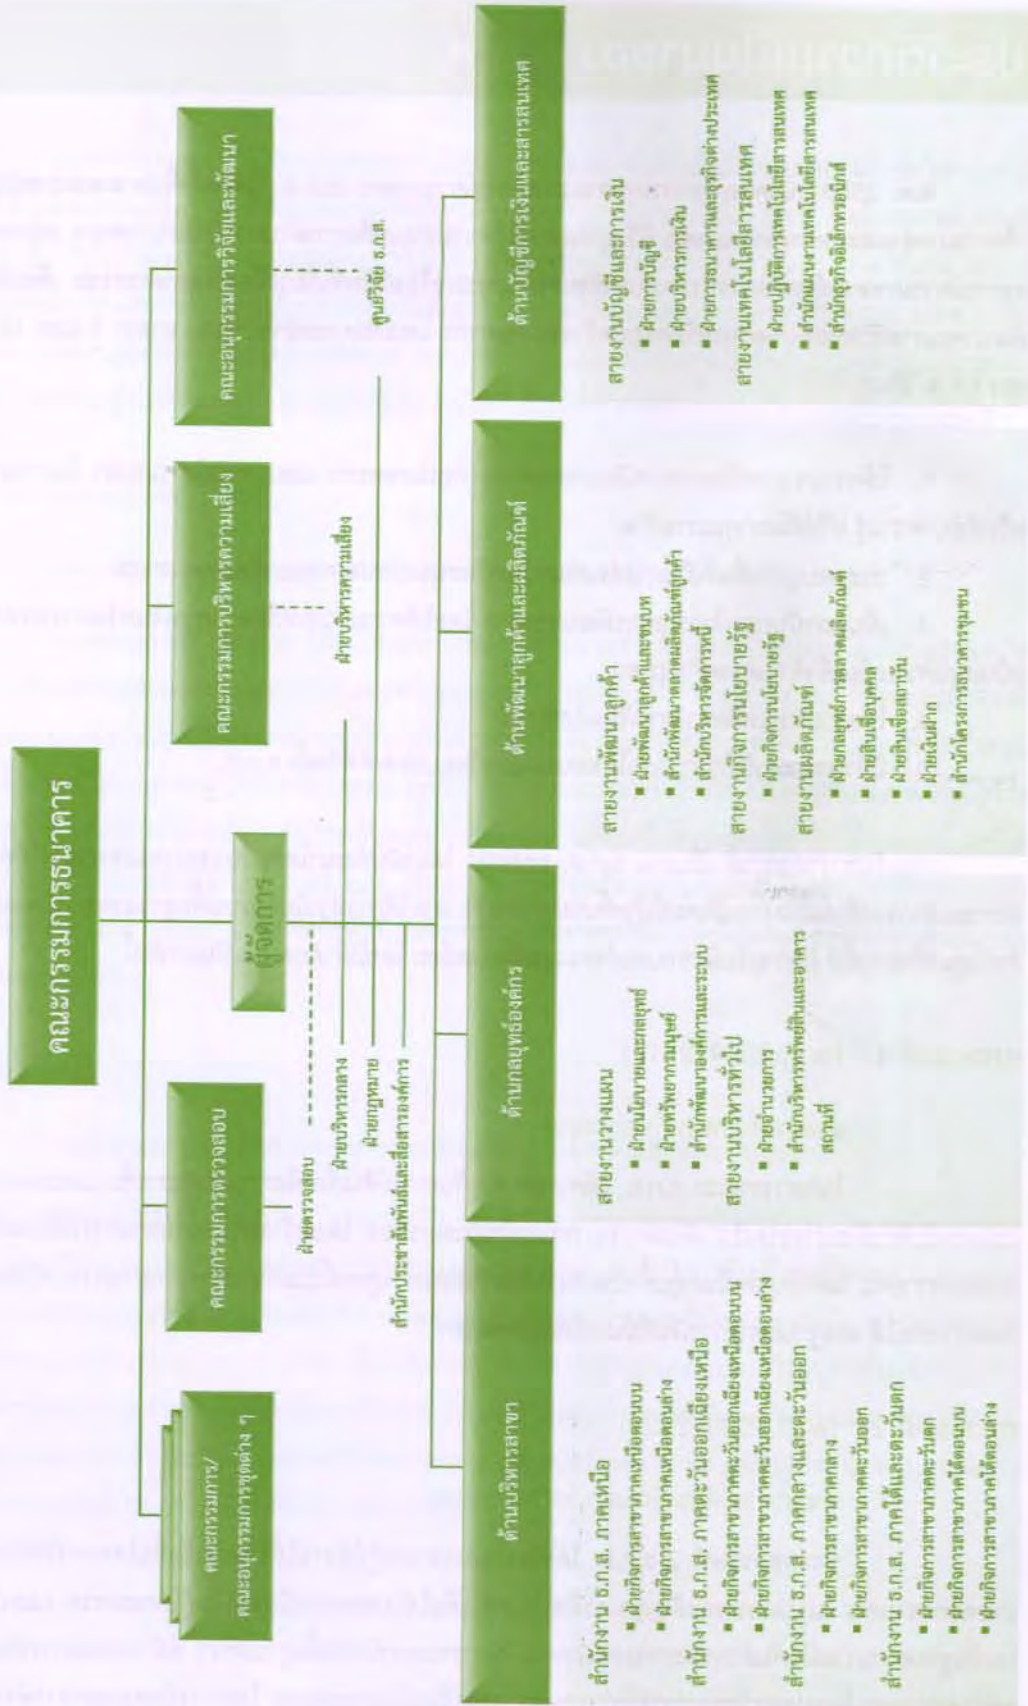 คณะกรรมการธนาคาร
คณะกรรมการ/
คณะอนุกรรมการชุดต่าง ๆ
คณะกรรมการตรวจสอบ
ผู้จัดการ
คณะกรรมการบริหารความเสี่ยง
คณะอนุกรรมการวิจัยและพัฒนา
ฝ่ายตรวจสอบ
ฝ่ายบริหารกลาง
ฝ่ายบริหารความเสี่ยง
ฝ่ายกฎหมาย
ศูนย์วิจัย ธ.ก.ส.
สำนักประชาสัมพันธ์และสื่อสารองค์การ
ด้านบริหารสาขา
สำนักงาน ธ.ก.ส. ภาคเหนือ
■ ฝ่ายกิจการสาขาภาคเหนือตอนบน
■ ฝ่ายกิจการสาขาภาคเหนือตอนล่าง
สำนักงาน ธ.ก.ส. ภาคตะวันออกเฉียงเหนือ
■ ฝ่ายกิจการสาขาภาคตะวันออกเฉียงเหนือตอนบน
■ ฝ่ายกิจการสาขาภาคตะวันออกเฉียงเหนือตอนล่าง
สำนักงาน ธ.ก.ส. ภาคกลางและตะวันออก
■ ฝ่ายกิจการสาขาภาคกลาง
■ ฝ่ายกิจการสาขาภาคตะวันออก
สำนักงาน ธ.ก.ส. ภาคใต้และตะวันตก
■ ฝ่ายกิจการสาขาภาคตะวันตก
■ ฝ่ายกิจการสาขาภาคใต้ตอนบน
■ ฝ่ายกิจการสาขาภาคใต้ตอนล่าง
ด้านกลยุทธ์องค์กร
สายงานวางแผน
■ ฝ่ายนโยบายและกลยุทธ์
■ ฝ่ายทรัพยากรมนุษย์
■ สำนักพัฒนาองค์การและระบบ
สายงานบริหารทั่วไป
■ ฝ่ายอำนวยการ
■ สำนักบริหารทรัพย์สินและอาคาร
สถานที่
ด้านพัฒนาลูกค้าและผลิตภัณฑ์
สายงานพัฒนาลูกค้า
■ ฝ่ายพัฒนาลูกค้าและชนบท
■ สำนักพัฒนาตลาดผลิตภัณฑ์ลูกค้า
■ สำนักบริหารจัดการหนี้
สายงานกิจการนโยบายรัฐ
■ ฝ่ายกิจการนโยบายรัฐ
สายงานผลิตภัณฑ์
■ ฝ่ายกลยุทธ์การตลาดผลิตภัณฑ์
■ ฝ่ายสินเชื่อบุคคล
■ ฝ่ายสินเชื่อสถาบัน
■ ฝ่ายเงินฝาก
■ สำนักโครงการธนาคารชุมชน
ด้านบัญชีการเงินและสารสนเทศ
สายงานบัญชีและการเงิน
■ ฝ่ายการบัญชี
■ ฝ่ายบริหารการเงิน
■ ฝ่ายการธนาคารและธุรกิจต่างประเทศ
สายงานเทคโนโลยีสารสนเทศ
■ ฝ่ายปฏิบัติการเทคโนโลยีสารสนเทศ
■ สำนักแผนงานเทคโนโลยีสารสนเทศ
■ สำนักธุรกิจอิเล็กทรอนิกส์